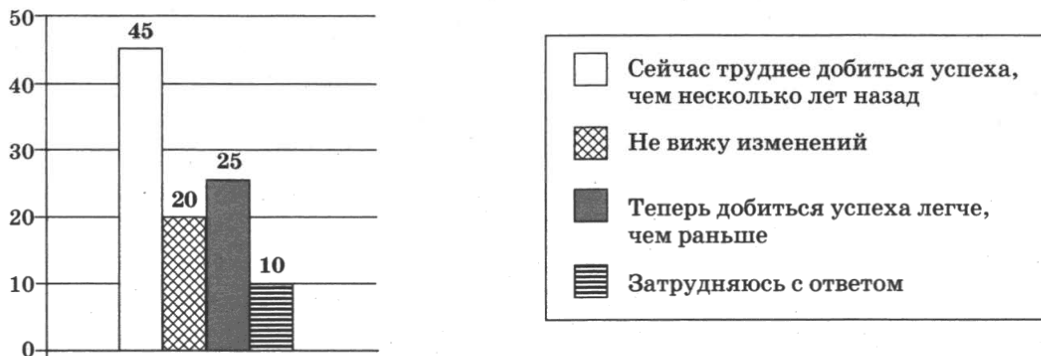 50
40
30
20
10
0
45
20
25
10
Сейчас труднее добиться успеха,
чем несколько лет назад
Не вижу изменений
Теперь добиться успеха легче,
чем раньше
Затрудняюсь с ответом